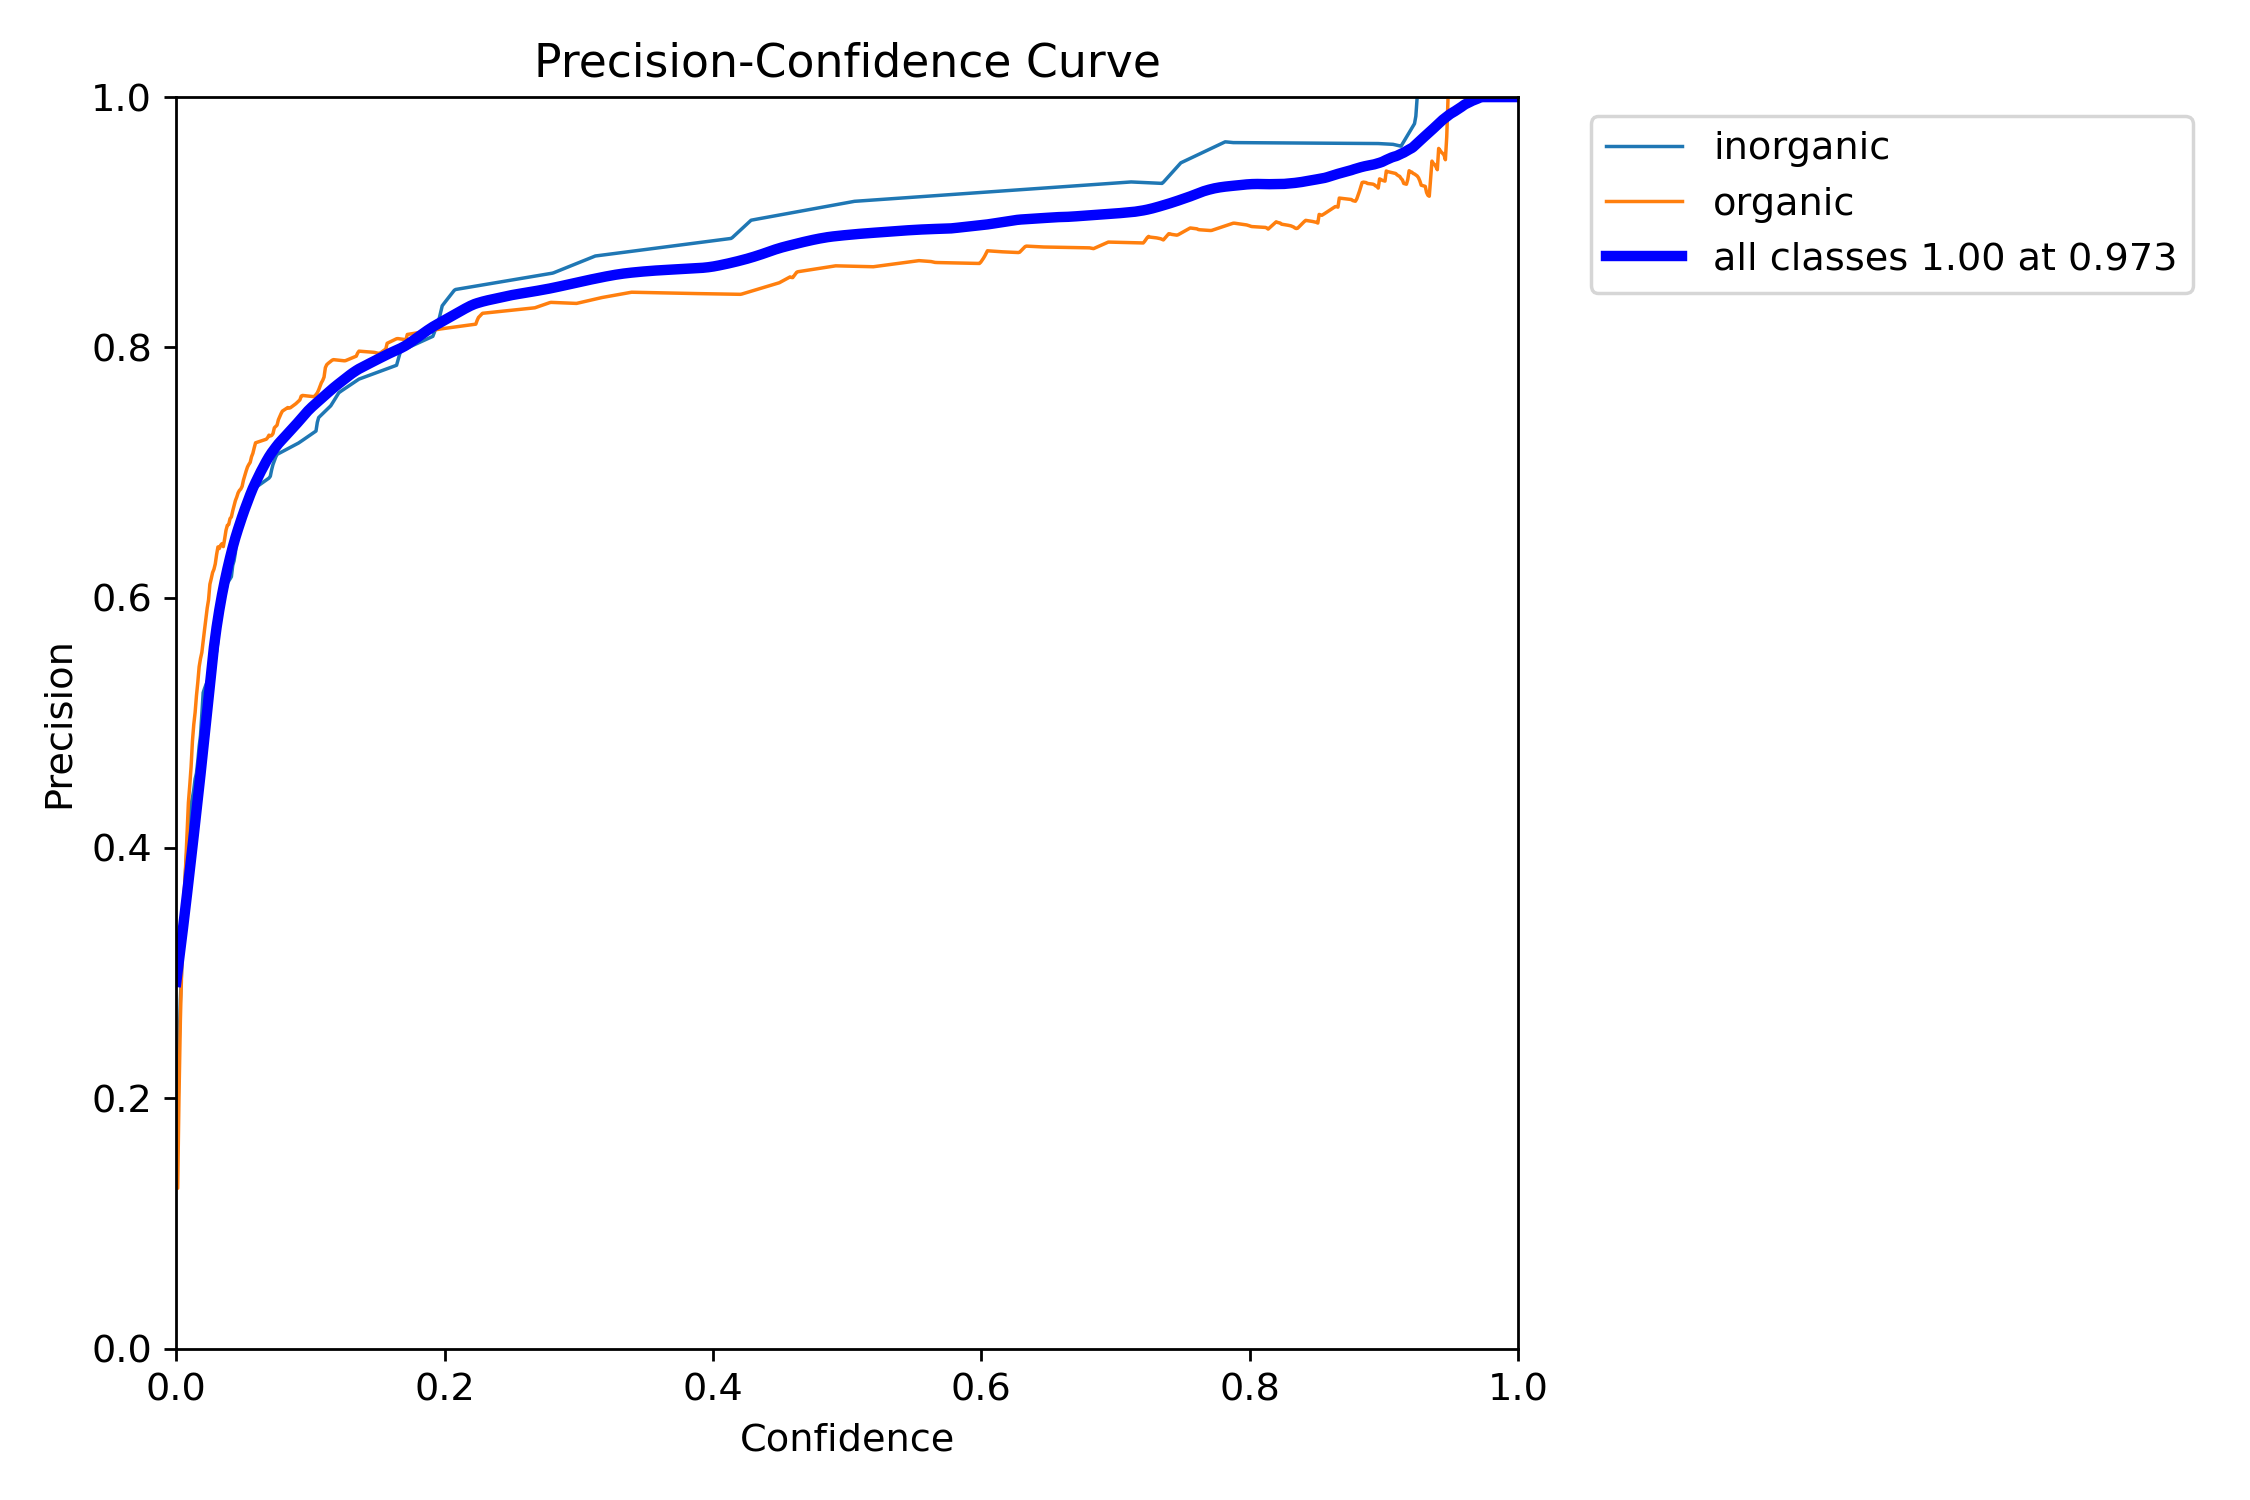 Precision-Confidence Curve
1.0
0.8
0.6
0.4
0.2
0.0
Precision
0.0 0.2 0.4 0.6 0.8 1.0
Confidence
inorganic
organic
all classes 1.00 at 0.973